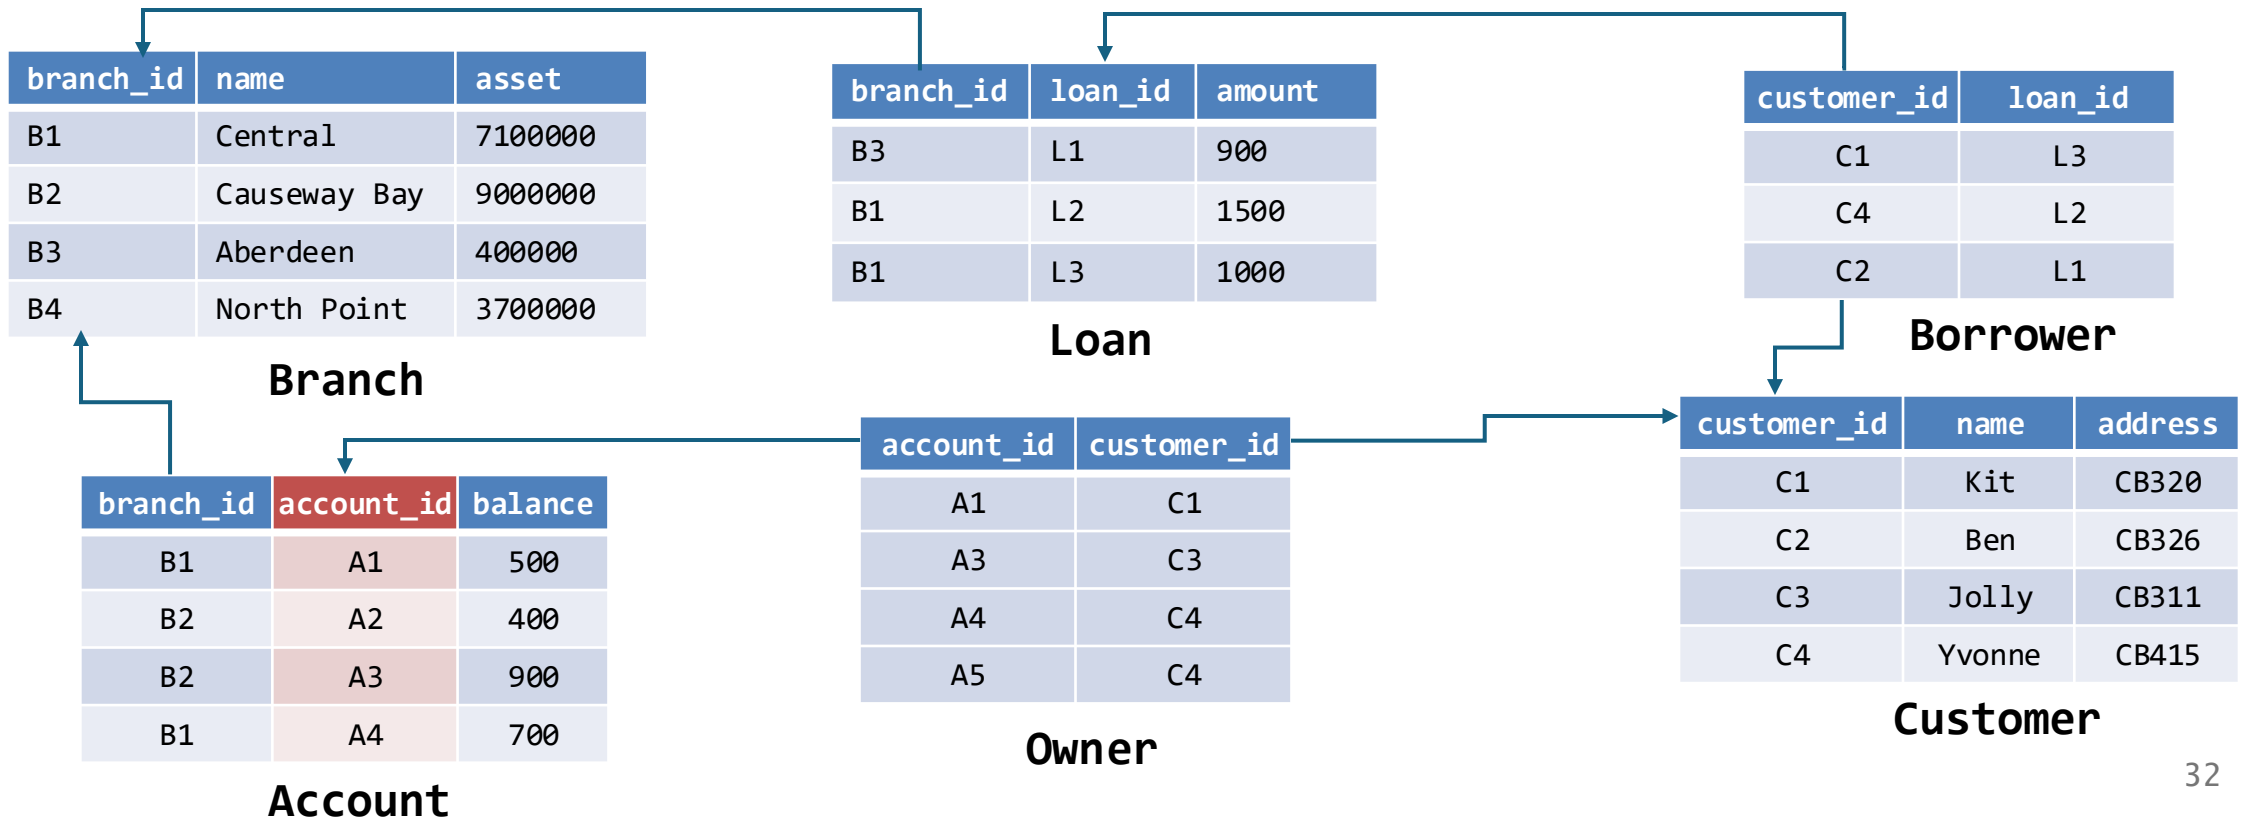 branch_id name asset
B1 Central 7100000
B2 Causeway Bay 9000000
B3 Aberdeen 400000
B4 North Point 3700000
Branch
branch_id loan_id amount
B3 L1 900
B1 L2 1500
B1 L3 1000
Loan
customer_id loan_id
C1 L3
C4 L2
C2 L1
Borrower
branch_id account_id balance
B1 A1 500
B2 A2 400
B2 A3 900
B1 A4 700
Account
account_id customer_id
A1 C1
A3 C3
A4 C4
A5 C4
Owner
customer_id name address
C1 Kit CB320
C2 Ben CB326
C3 Jolly CB311
C4 Yvonne CB415
Customer
32